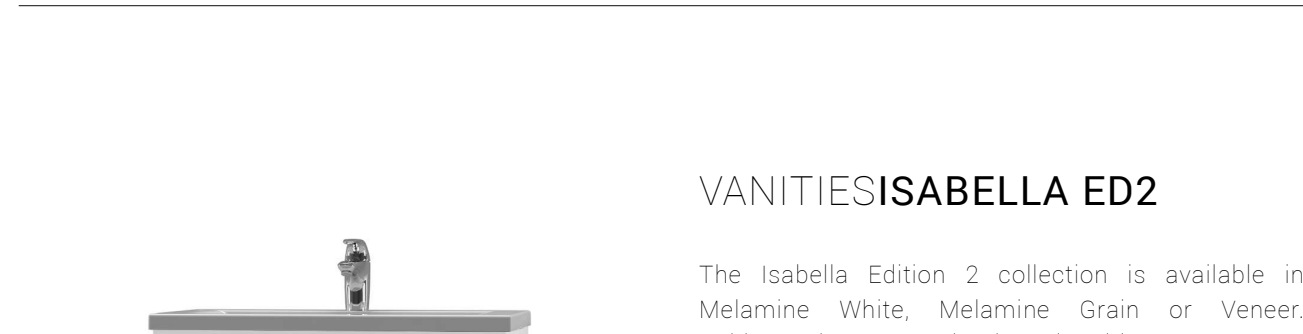 VANITIESISABELLA ED2
The Isabella Edition 2 collection is available in
Melamine White, Melamine Grain or Veneer.